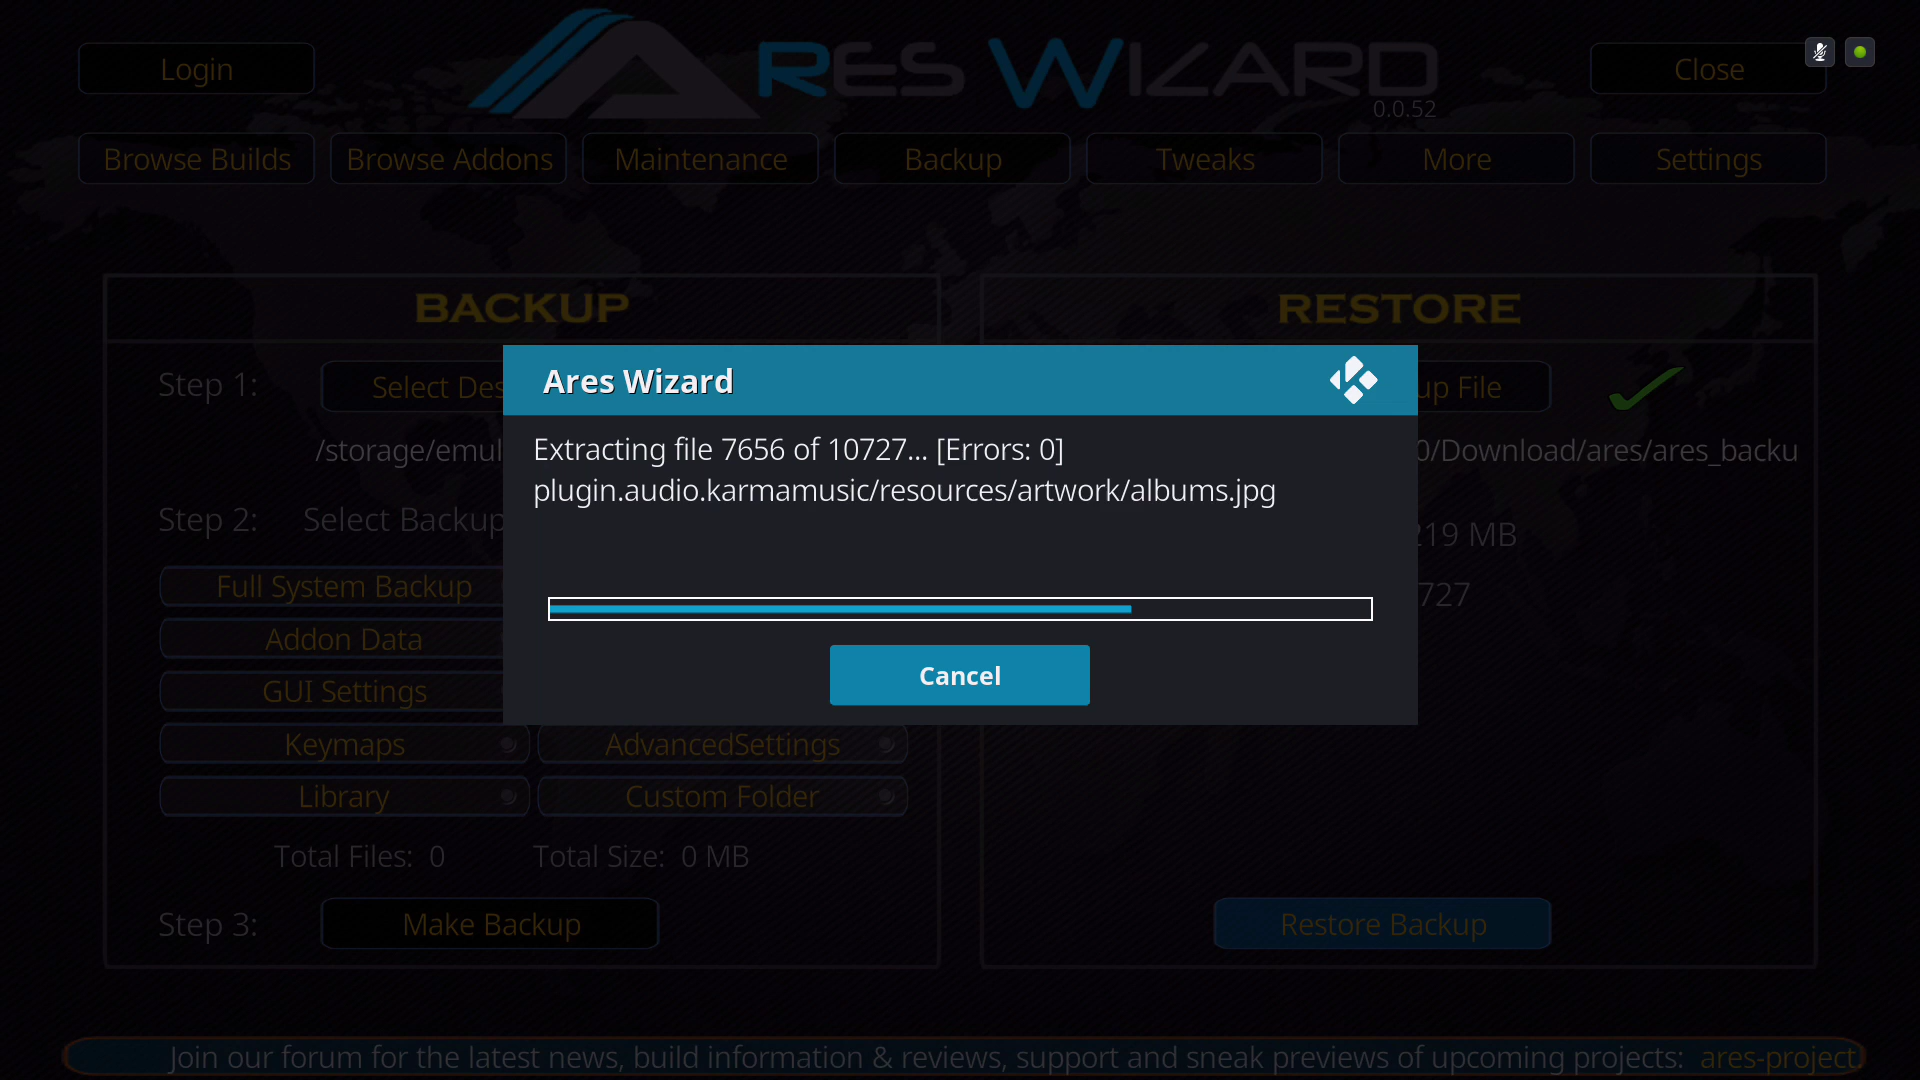 Login
ARES WIZARD
Close
0.0.52
Browse Builds
Browse Addons
Maintenance
Backup
Tweaks
More
Settings
BACKUP
RESTORE
Step 1:
Select Des
up File
/storage/emul
0/Download/ares/ares_backu
Ares Wizard
Extracting file 7656 of 10727... [Errors: 0]
plugin.audio.karmamusic/resources/artwork/albums.jpg
Cancel
Step 2:
Select Backup
219 MB
727
Full System Backup
Addon Data
GUI Settings
Keymaps
AdvancedSettings
Library
Custom Folder
Total Files: 0
Total Size: 0 MB
Step 3:
Make Backup
Restore Backup
Join our forum for the latest news, build information & reviews, support and sneak previews of upcoming projects: ares-project.